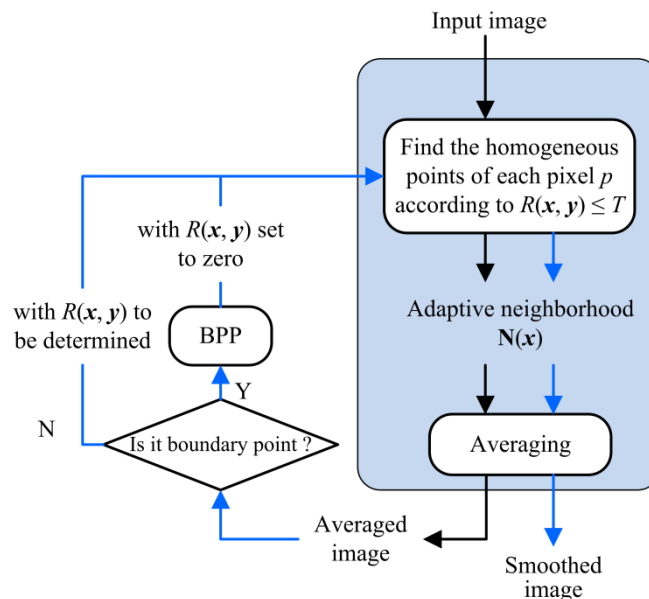 Input image
Find the homogeneous
points of each pixel p
according to R(x, y) ≤ T
with R(x, y) set
to zero
with R(x, y) to
be determined
BPP
Adaptive neighborhood
N(x)
Y
N
Is it boundary point ?
Averaging
Averaged
image
Smoothed
image